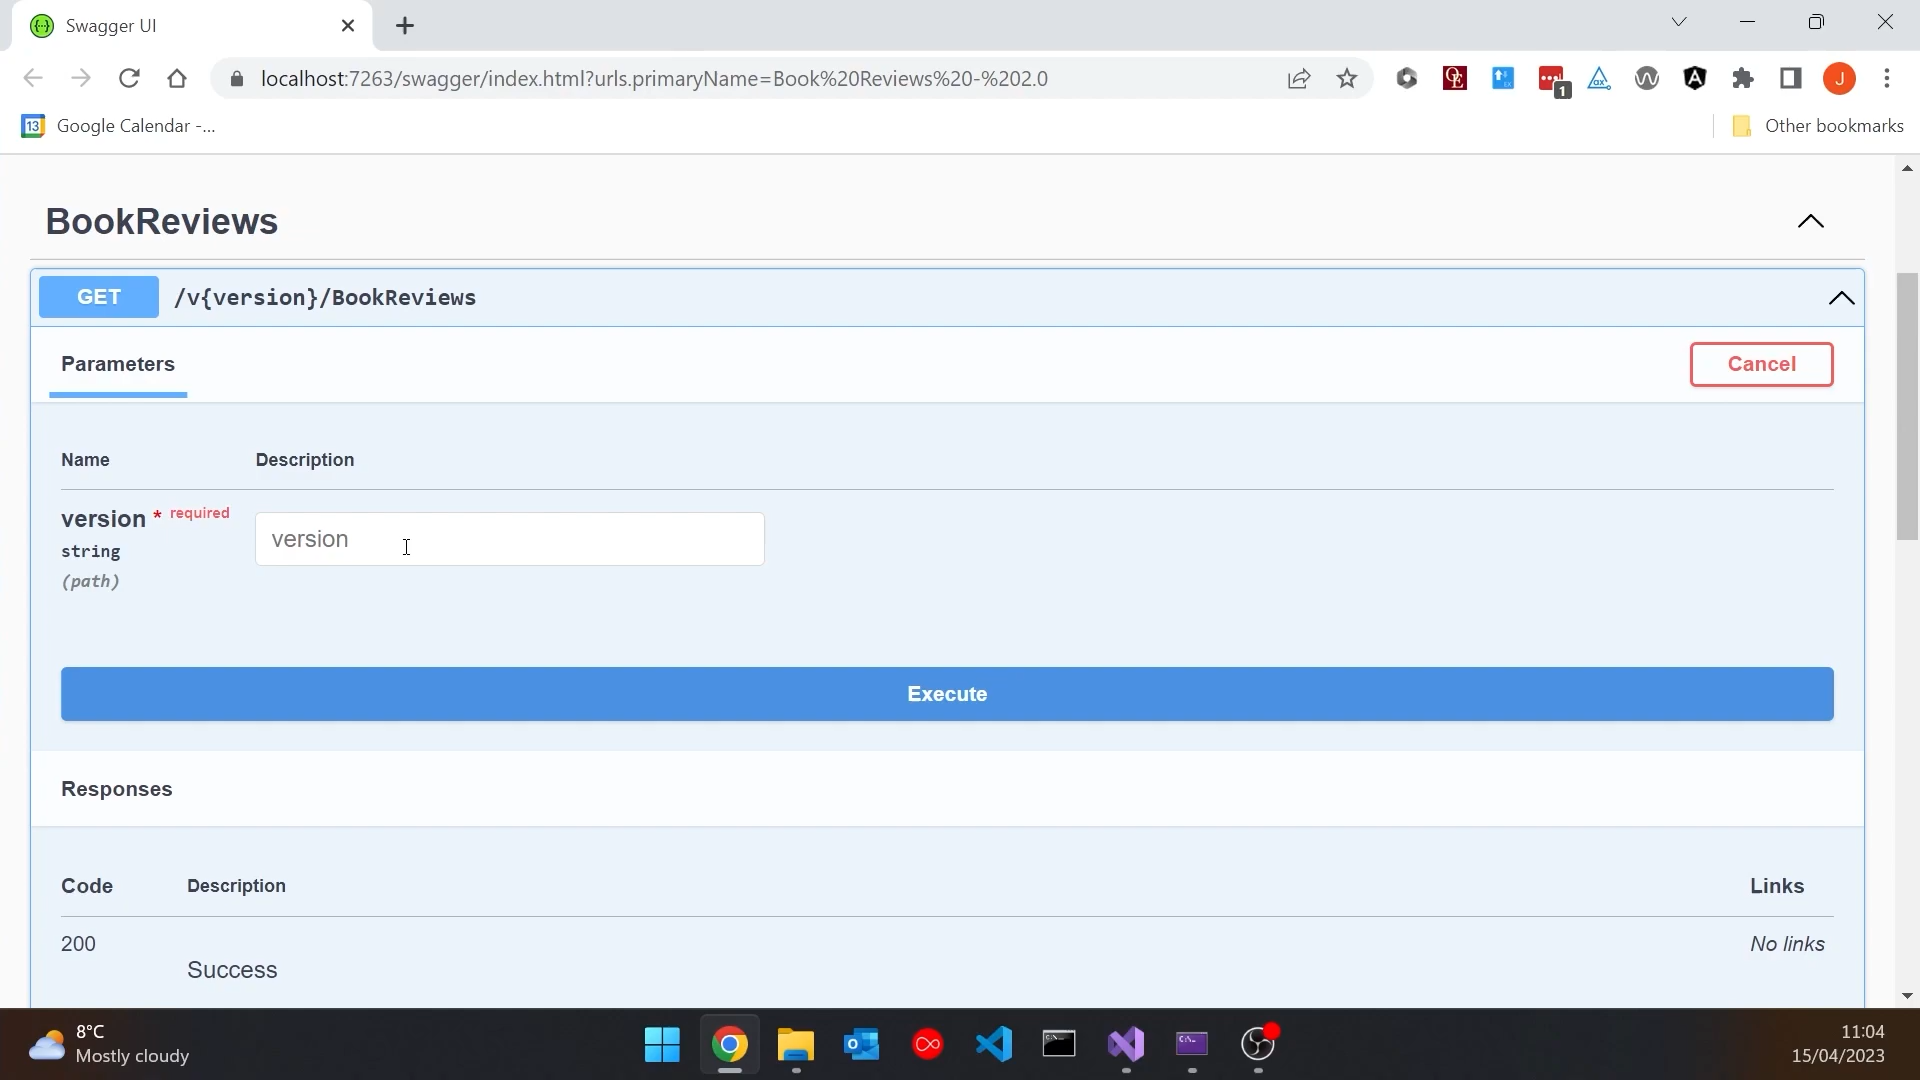 Swagger UI
localhost:7263/swagger/index.html?urls.primaryName=Book%20Reviews%20-%202.0
1
J
13
Google Calendar -...
Other bookmarks
BookReviews
GET
/v{version}/BookReviews
Parameters
Cancel
Name
Description
version * required
string
(path)
version
Execute
Responses
Code
Description
Links
200
Success
No links
8°C
Mostly cloudy
11:04
15/04/2023